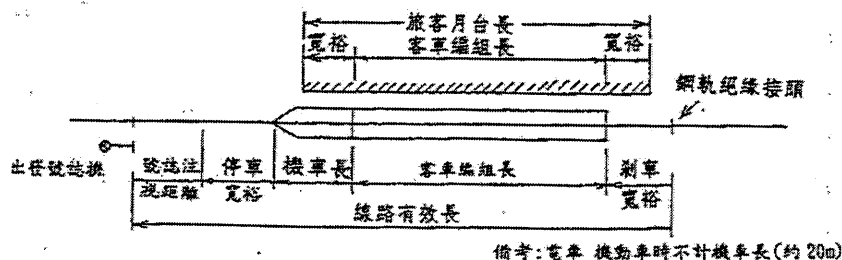 旅客月台長
寬裕 客車編組長 寬裕
鋼軌絕緣接頭
出發號誌機 號誌注視距離 停車寬裕 機車長 客車編組長 剎車寬裕
線路有效長
備考:電車 機動車時不計機車長(約 20m)